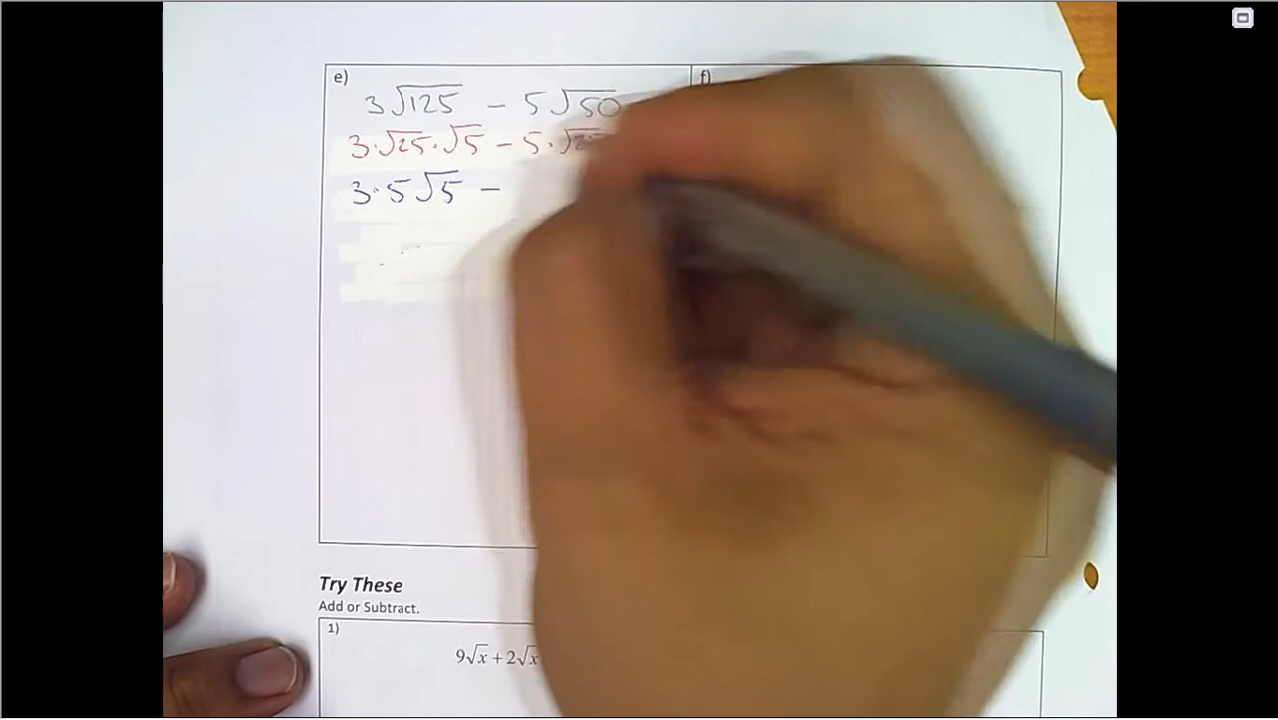 e)
f)
3√125 - 5√50
3·√25·√5 - 5·√25
3·5√5 -
Try These
Add or Subtract.
1)
9√x + 2√x